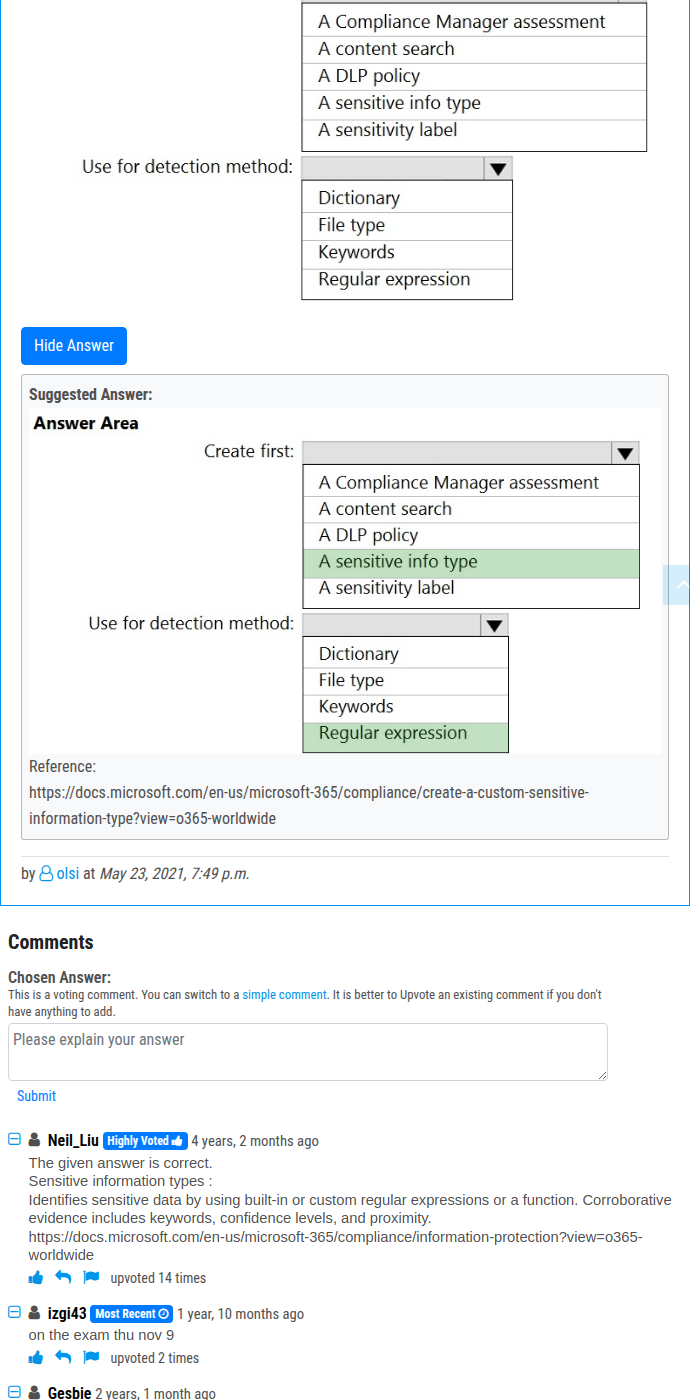 A Compliance Manager assessment
A content search
A DLP policy
A sensitive info type
A sensitivity label
Use for detection method:
Dictionary
File type
Keywords
Regular expression
Hide Answer
Suggested Answer:
Answer Area
Create first:
A Compliance Manager assessment
A content search
A DLP policy
A sensitive info type
A sensitivity label
Use for detection method:
Dictionary
File type
Keywords
Regular expression
Reference:
https://docs.microsoft.com/en-us/microsoft-365/compliance/create-a-custom-sensitive-
information-type?view=o365-worldwide
by olsi at May 23, 2021, 7:49 p.m.
Comments
Chosen Answer:
This is a voting comment. You can switch to a simple comment. It is better to Upvote an existing comment if you don't
have anything to add.
Please explain your answer
Submit
Neil_Liu Highly Voted 4 years, 2 months ago
The given answer is correct.
Sensitive information types :
Identifies sensitive data by using built-in or custom regular expressions or a function. Corroborative
evidence includes keywords, confidence levels, and proximity.
https://docs.microsoft.com/en-us/microsoft-365/compliance/information-protection?view=o365-
worldwide
upvoted 14 times
izgi43 Most Recent 1 year, 10 months ago
on the exam thu nov 9
upvoted 2 times
Gesbie 2 years, 1 month ago